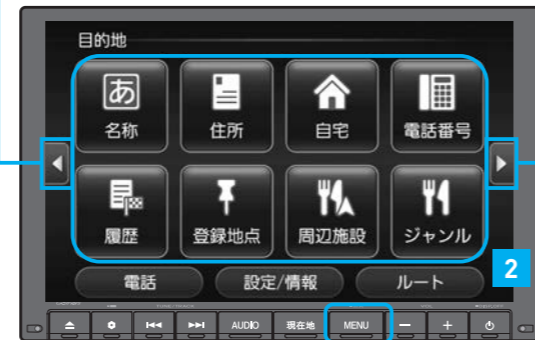 目的地
あ
名称
住所
自宅
電話番号
履歴
登録地点
周辺施設
ジャンル
2
電話
設定/情報
ルート
AUDIO
現在地
MENU